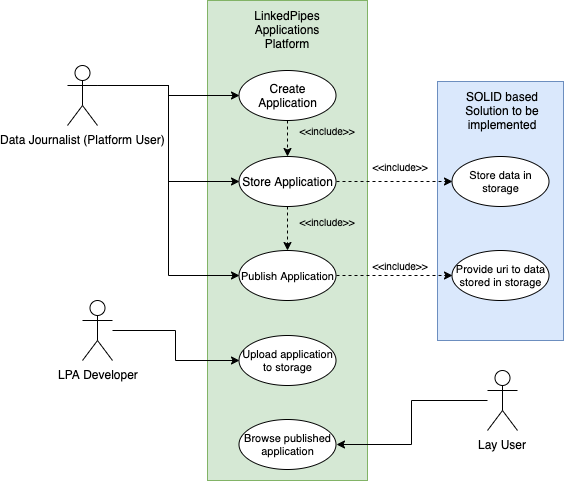 LinkedPipes
Applications
Platform
Create
Application
<<include>>
Data Journalist (Platform User)
SOLID based
Solution to be
implemented
Store Application
<<include>>
Store data in
storage
<<include>>
Publish Application
<<include>>
Provide uri to data
stored in storage
LPA Developer
Upload application
to storage
Browse published
application
Lay User